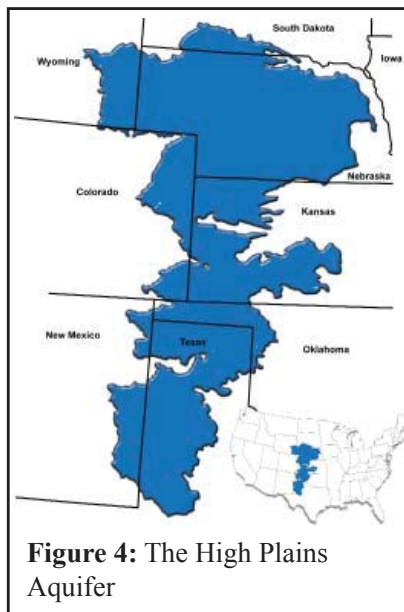 South Dakota
Wyoming
Iowa
Nebraska
Colorado
Kansas
New Mexico
Texas
Oklahoma
Figure 4: The High Plains
Aquifer